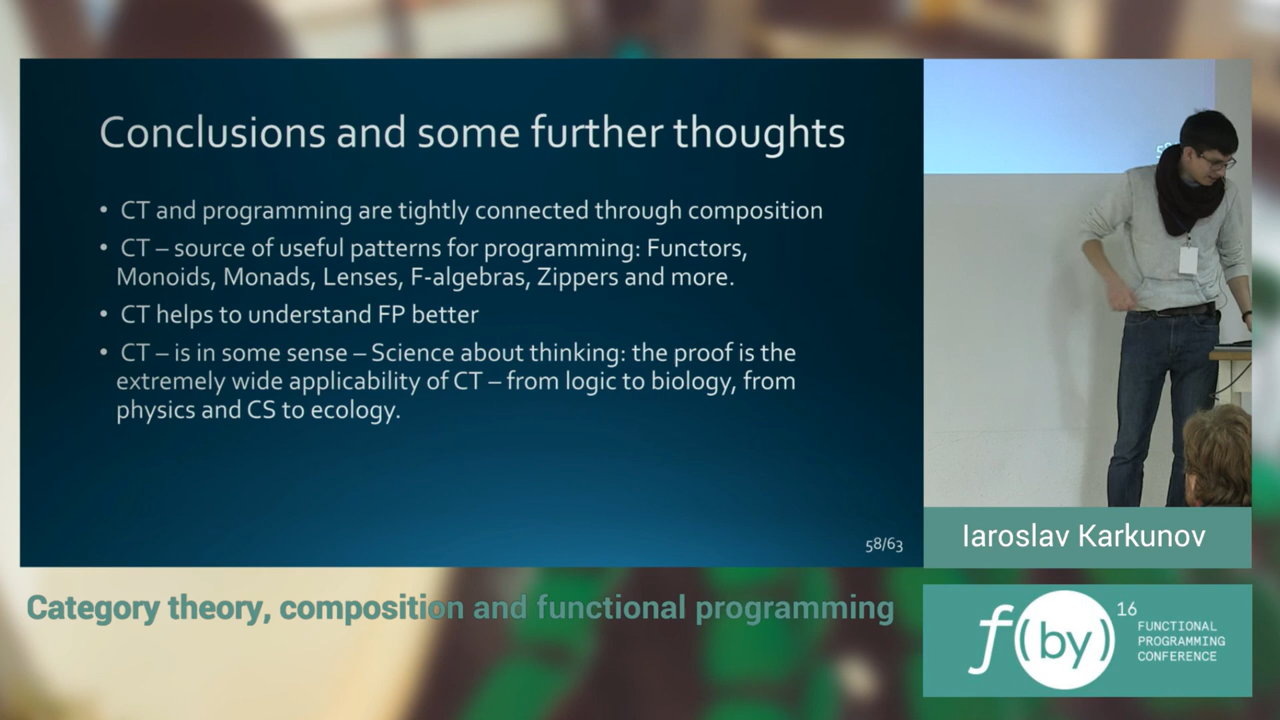 Conclusions and some further thoughts
• CT and programming are tightly connected through composition
• CT – source of useful patterns for programming: Functors,
Monoids, Monads, Lenses, F-algebras, Zippers and more.
• CT helps to understand FP better
• CT – is in some sense – Science about thinking: the proof is the
extremely wide applicability of CT – from logic to biology, from
physics and CS to ecology.
58/63
Iaroslav Karkunov
Category theory, composition and functional programming
f(by) 16
FUNCTIONAL
PROGRAMMING
CONFERENCE